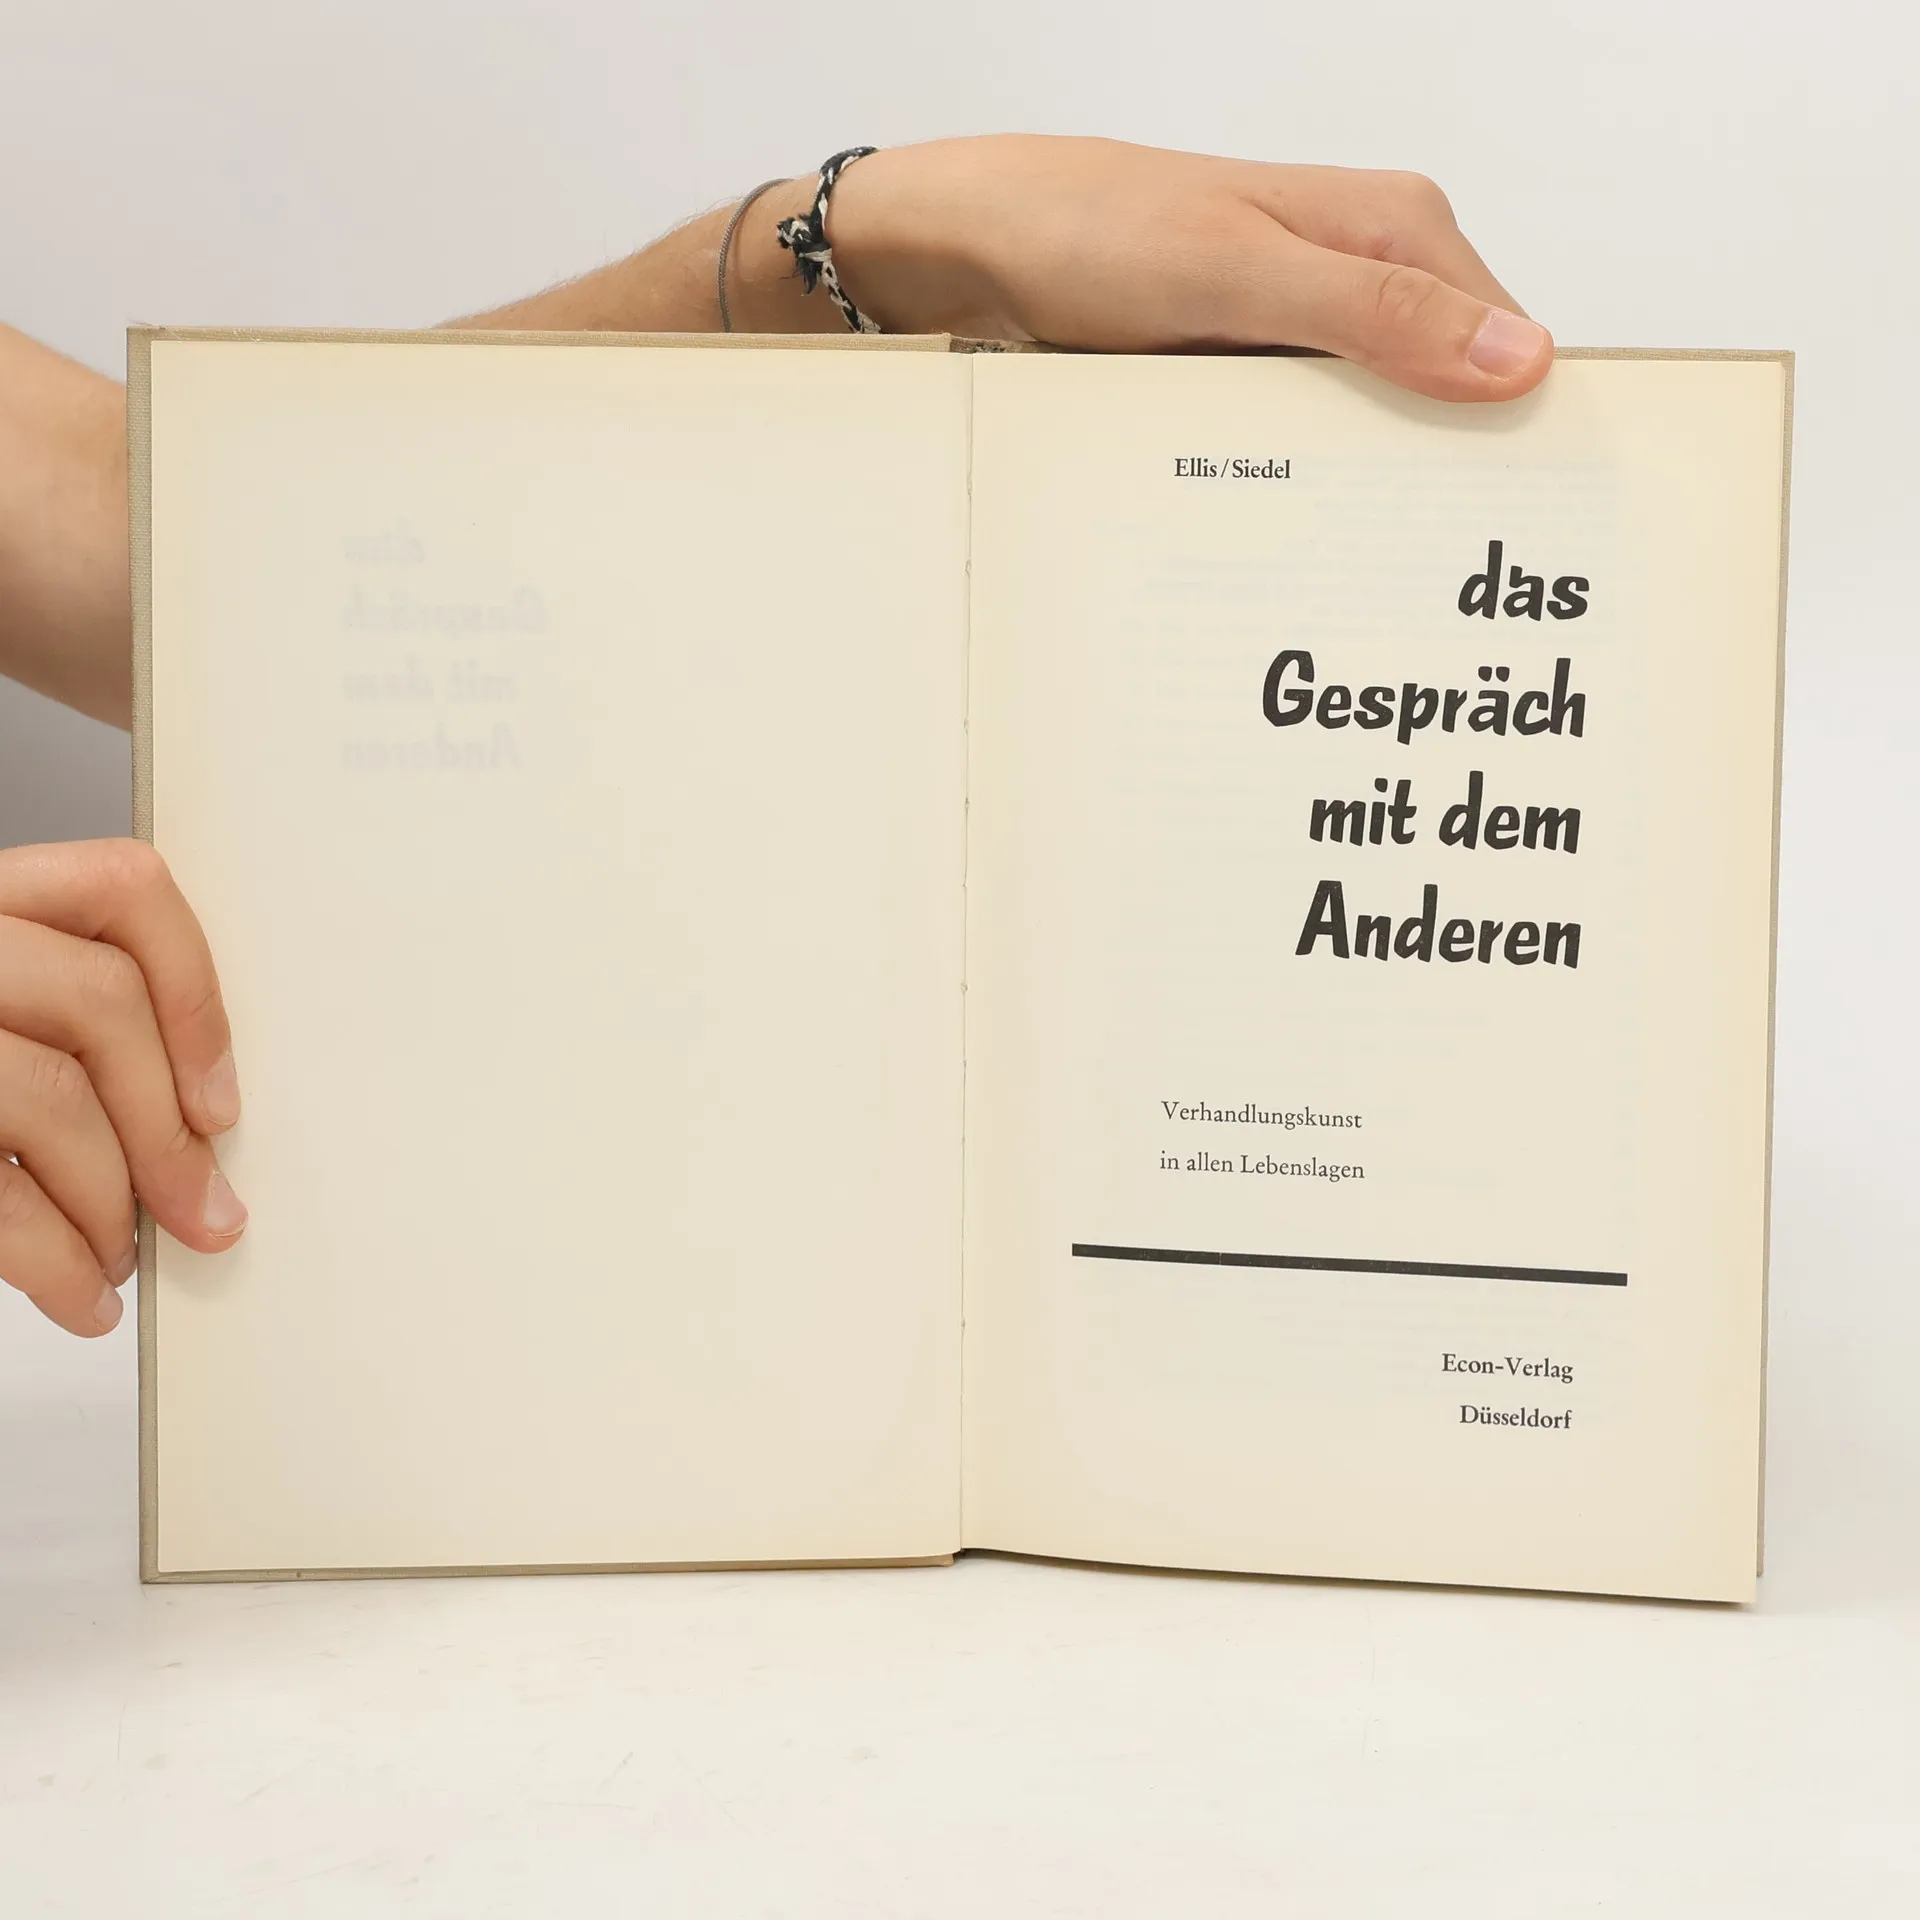 Ellis / Siedel
das
Gespräch
mit dem
Anderen
Verhandlungskunst
in allen Lebenslagen
Econ-Verlag
Düsseldorf